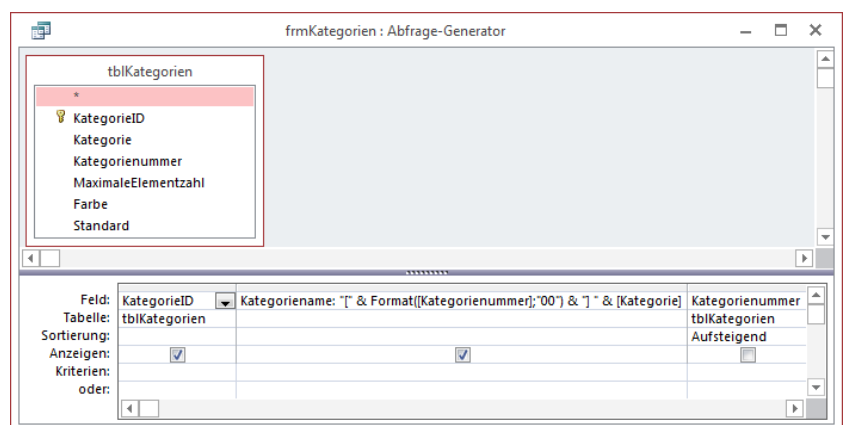 frmKategorien : Abfrage-Generator
tblKategorien
*
KategorieID
Kategorie
Kategorienummer
MaximaleElementzahl
Farbe
Standard
Feld: KategorieID Kategoriename: "[" & Format([Kategorienummer];"00") & "] " & [Kategorie] Kategorienummer
Tabelle: tblKategorien tblKategorien
Sortierung: Aufsteigend
Anzeigen:
Kriterien:
oder: